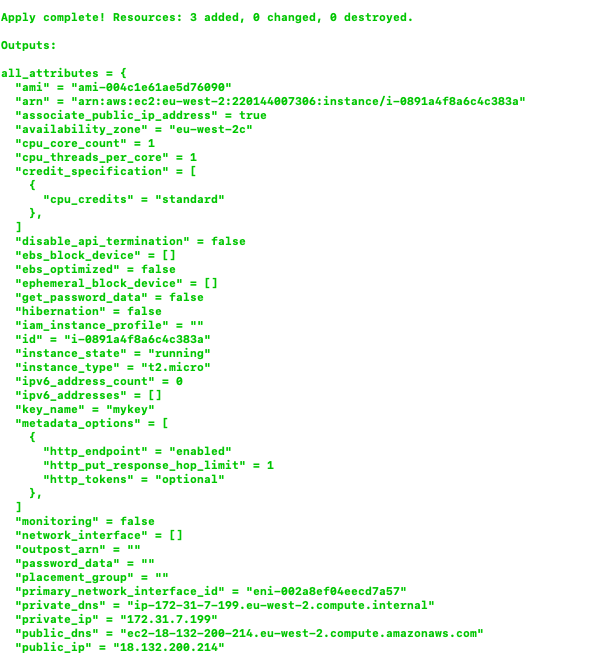 Apply complete! Resources: 3 added, 0 changed, 0 destroyed.
Outputs:
all_attributes = {
"ami" = "ami-004c1e61ae5d76090"
"arn" = "arn:aws:ec2:eu-west-2:220144007306:instance/i-0891a4f8a6c4c383a"
"associate_public_ip_address" = true
"availability_zone" = "eu-west-2c"
"cpu_core_count" = 1
"cpu_threads_per_core" = 1
"credit_specification" = [
{
"cpu_credits" = "standard"
},
]
"disable_api_termination" = false
"ebs_block_device" = []
"ebs_optimized" = false
"ephemeral_block_device" = []
"get_password_data" = false
"hibernation" = false
"iam_instance_profile" = ""
"id" = "i-0891a4f8a6c4c383a"
"instance_state" = "running"
"instance_type" = "t2.micro"
"ipv6_address_count" = 0
"ipv6_addresses" = []
"key_name" = "mykey"
"metadata_options" = [
{
"http_endpoint" = "enabled"
"http_put_response_hop_limit" = 1
"http_tokens" = "optional"
},
]
"monitoring" = false
"network_interface" = []
"outpost_arn" = ""
"password_data" = ""
"placement_group" = ""
"primary_network_interface_id" = "eni-002a8ef04eecd7a57"
"private_dns" = "ip-172-31-7-199.eu-west-2.compute.internal"
"private_ip" = "172.31.7.199"
"public_dns" = "ec2-18-132-200-214.eu-west-2.compute.amazonaws.com"
"public_ip" = "18.132.200.214"